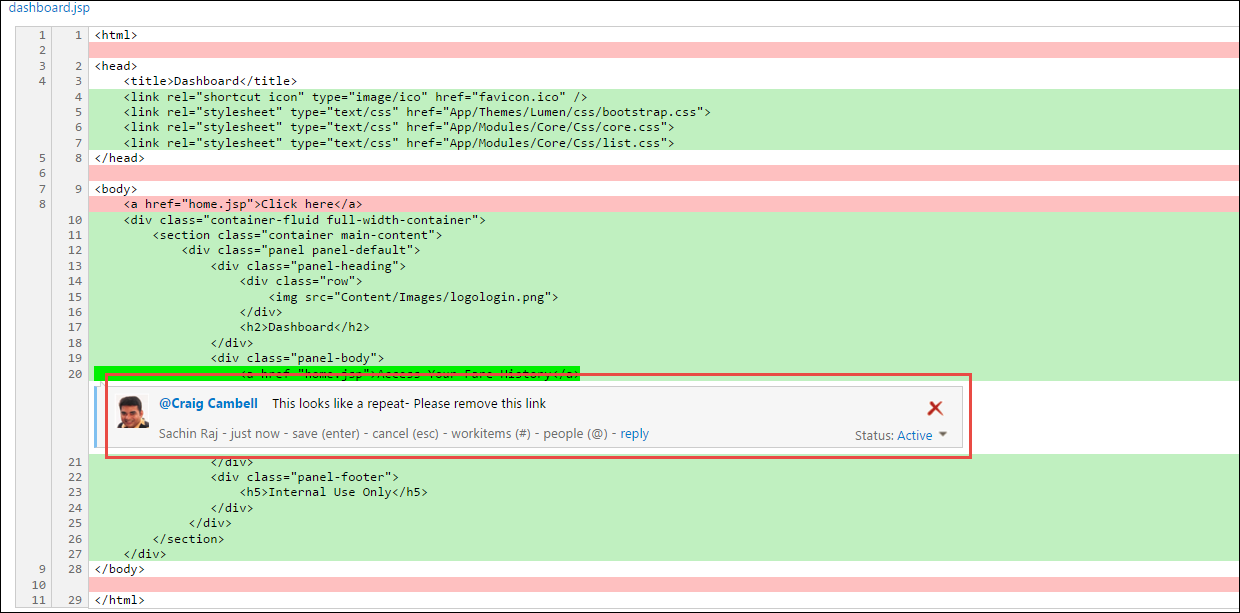 dashboard.jsp
1 1 <html>
2
3 2 <head>
4 3 <title>Dashboard</title>
4 <link rel="shortcut icon" type="image/ico" href="favicon.ico" />
5 <link rel="stylesheet" type="text/css" href="App/Themes/Lumen/css/bootstrap.css">
6 <link rel="stylesheet" type="text/css" href="App/Modules/Core/Css/core.css">
7 <link rel="stylesheet" type="text/css" href="App/Modules/Core/Css/list.css">
5 8 </head>
6
7 9 <body>
8 <a href="home.jsp">Click here</a>
10 <div class="container-fluid full-width-container">
11 <section class="container main-content">
12 <div class="panel panel-default">
13 <div class="panel-heading">
14 <div class="row">
15 <img src="Content/Images/logologin.png">
16 </div>
17 <h2>Dashboard</h2>
18 </div>
19 <div class="panel-body">
20 <a href="home.jsp">Access Your Fare History</a>
@Craig Cambell This looks like a repeat- Please remove this link
Sachin Raj - just now - save (enter) - cancel (esc) - workitems (#) - people (@) - reply
Status: Active
21 </div>
22 <div class="panel-footer">
23 <h5>Internal Use Only</h5>
24 </div>
25 </div>
26 </section>
27 </div>
9 28 </body>
10
11 29 </html>